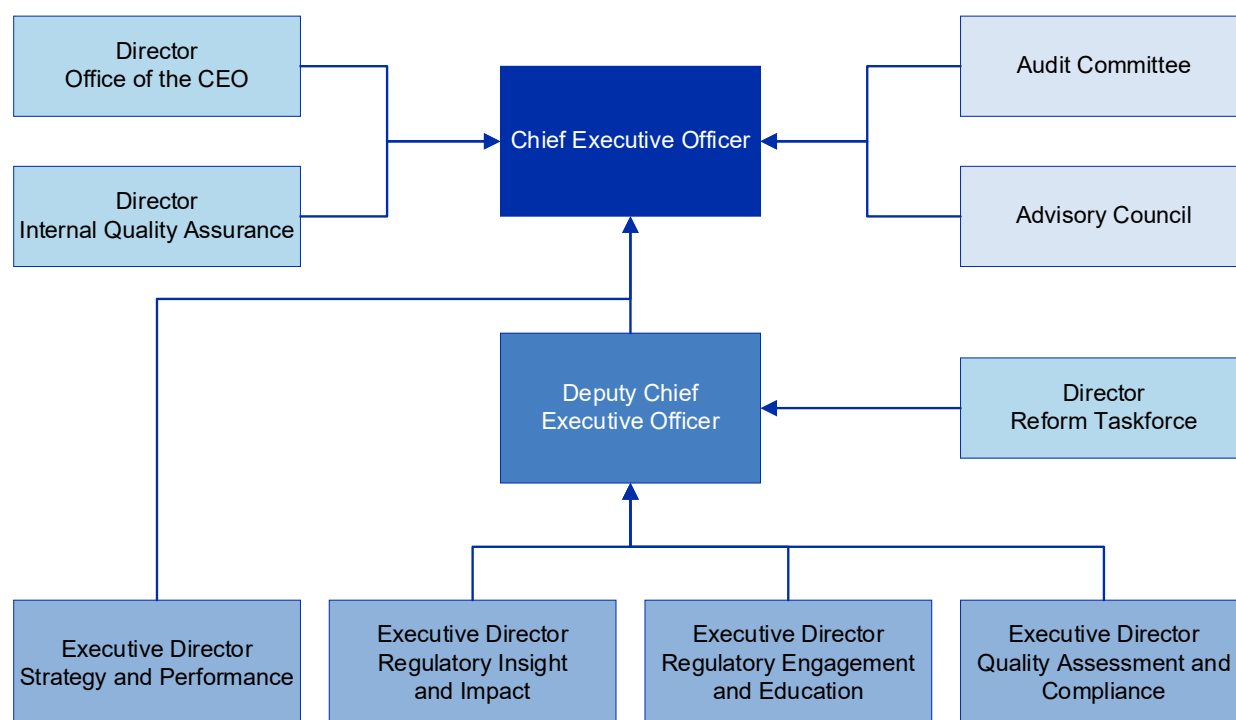 Director
Office of the CEO
Audit Committee
Chief Executive Officer
Director
Internal Quality Assurance
Advisory Council
Deputy Chief
Executive Officer
Director
Reform Taskforce
Executive Director
Strategy and Performance
Executive Director
Regulatory Insight
and Impact
Executive Director
Regulatory Engagement
and Education
Executive Director
Quality Assessment and
Compliance